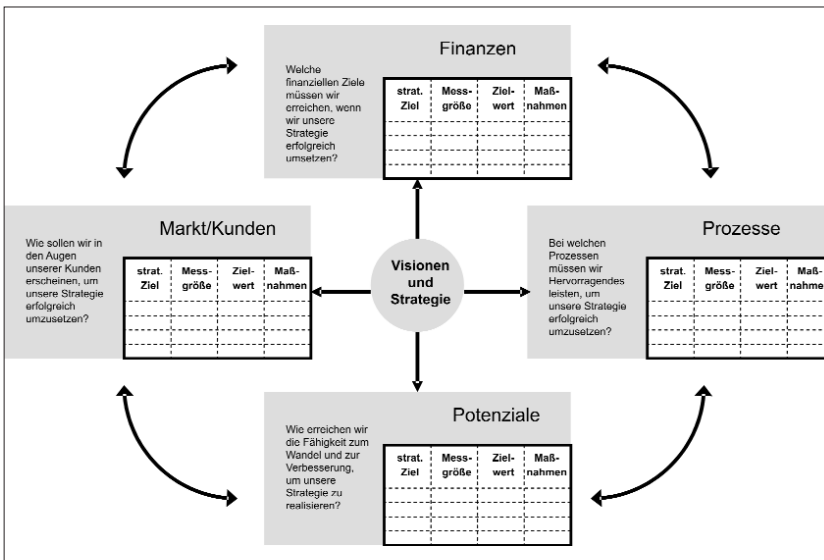 Finanzen
Welche
finanziellen Ziele
müssen wir
erreichen, wenn
wir unsere
Strategie
erfolgreich
umsetzen?
strat. Mess- Ziel- Maß-
Ziel größe wert nahmen
Markt/Kunden
Wie sollen wir in
den Augen
unserer Kunden
erscheinen, um
unsere Strategie
erfolgreich
umzusetzen?
strat. Mess- Ziel- Maß-
Ziel größe wert nahmen
Visionen
und
Strategie
Prozesse
Bei welchen
Prozessen
müssen wir
Hervorragendes
leisten, um
unsere Strategie
erfolgreich
umzusetzen?
strat. Mess- Ziel- Maß-
Ziel größe wert nahmen
Potenziale
Wie erreichen wir
die Fähigkeit zum
Wandel und zur
Verbesserung,
um unsere
Strategie zu
realisieren?
strat. Mess- Ziel- Maß-
Ziel größe wert nahmen